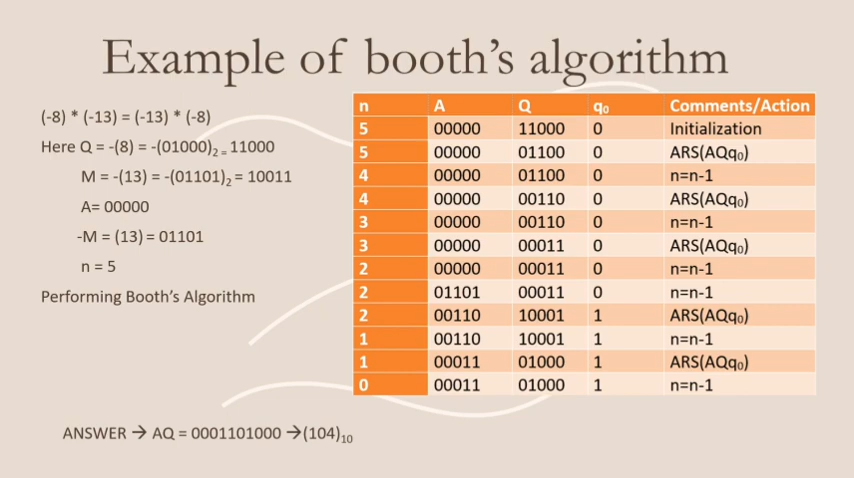 Example of booth's algorithm
(-8) * (-13) = (-13) * (-8)
Here Q = -(8) = -(01000)₂ = 11000
M = -(13) = -(01101)₂ = 10011
A= 00000
-M = (13) = 01101
n = 5
Performing Booth's Algorithm
n A Q q₀ Comments/Action
5 00000 11000 0 Initialization
5 00000 01100 0 ARS(AQq₀)
4 00000 01100 0 n=n-1
4 00000 00110 0 ARS(AQq₀)
3 00000 00110 0 n=n-1
3 00000 00011 0 ARS(AQq₀)
2 00000 00011 0 n=n-1
2 01101 00011 0 n=n-1
2 00110 10001 1 ARS(AQq₀)
1 00110 10001 1 n=n-1
1 00011 01000 1 ARS(AQq₀)
0 00011 01000 1 n=n-1
ANSWER → AQ = 0001101000 →(104)₁₀